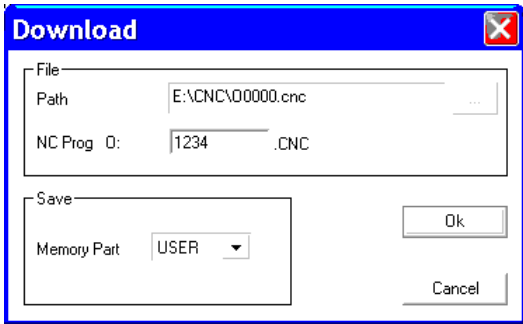 Download
File
Path E:\CNC\O0000.cnc ...
NC Prog O: 1234 .CNC
Save
Memory Part USER
Ok
Cancel